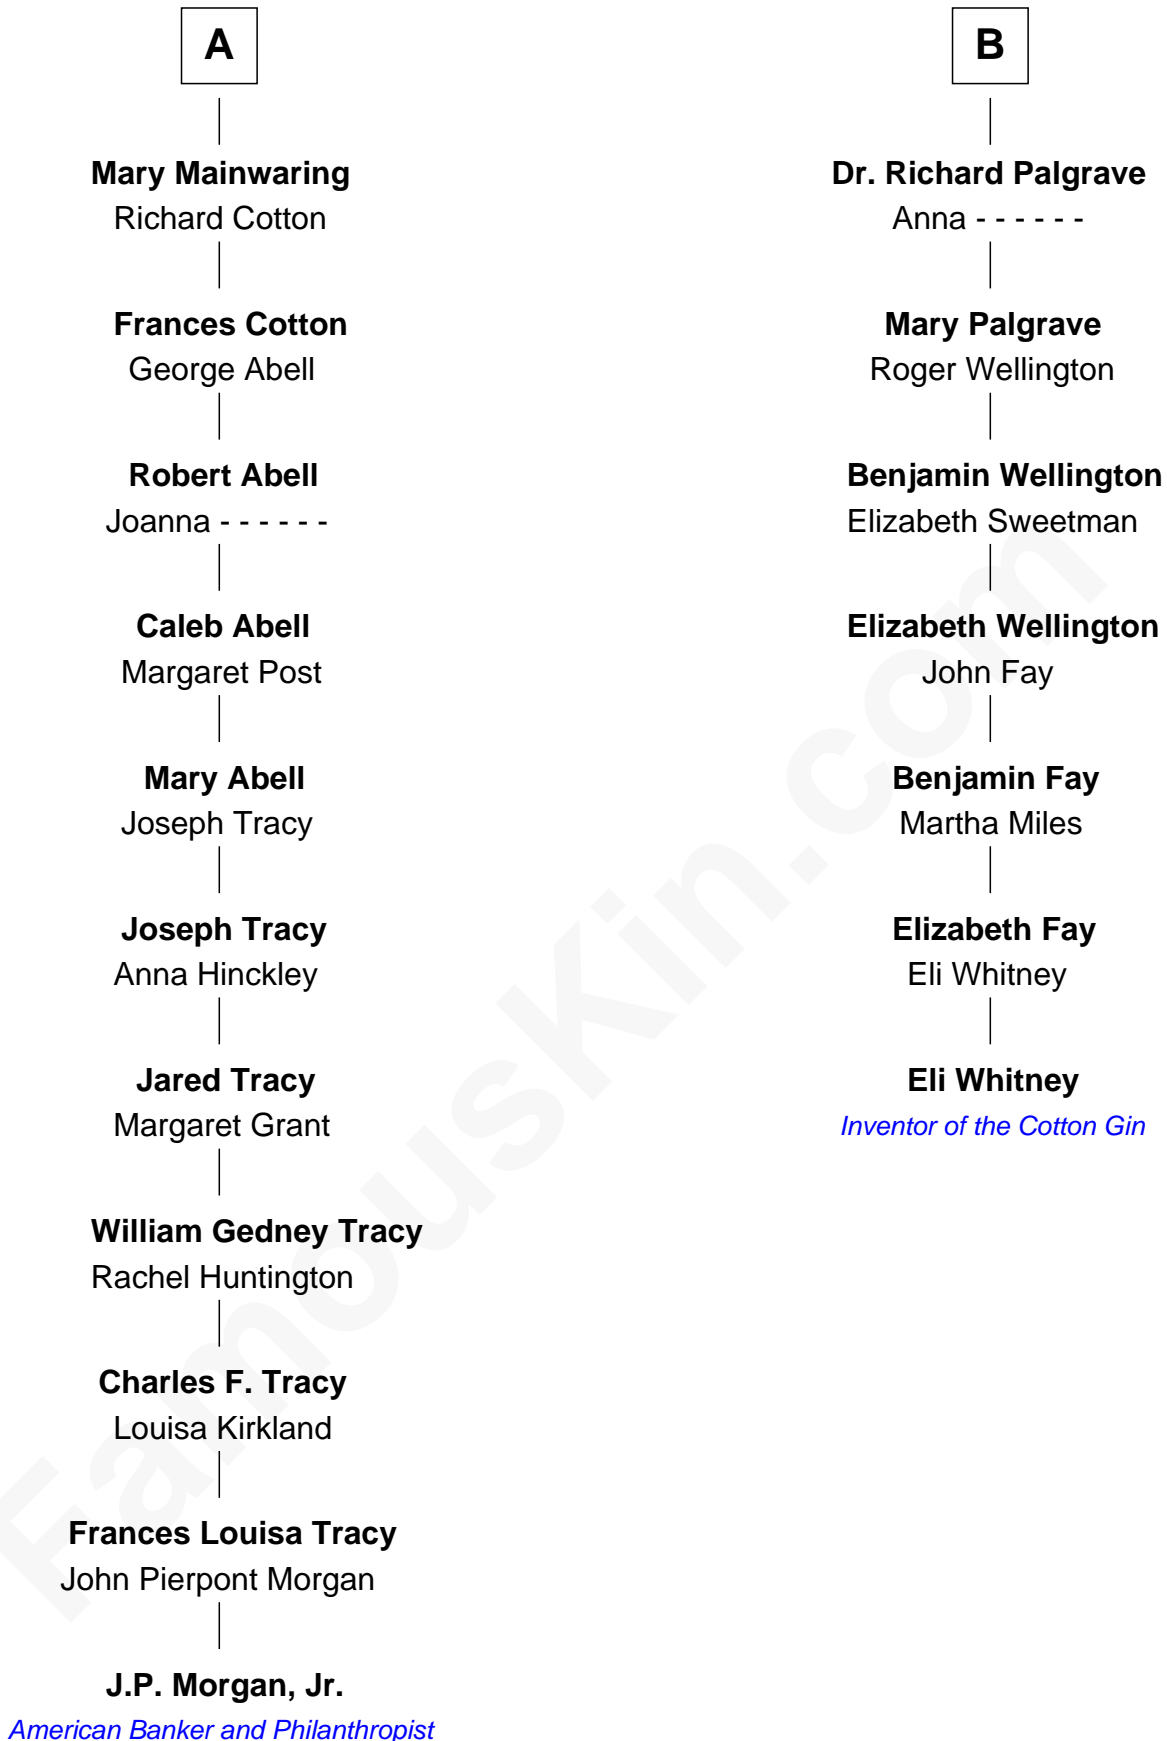 A
Mary Mainwaring
Richard Cotton
Frances Cotton
George Abell
Robert Abell
Joanna - - - - - -
Caleb Abell
Margaret Post
Mary Abell
Joseph Tracy
Joseph Tracy
Anna Hinckley
Jared Tracy
Margaret Grant
William Gedney Tracy
Rachel Huntington
Charles F. Tracy
Louisa Kirkland
Frances Louisa Tracy
John Pierpont Morgan
J.P. Morgan, Jr.
American Banker and Philanthropist
B
Dr. Richard Palgrave
Anna - - - - - -
Mary Palgrave
Roger Wellington
Benjamin Wellington
Elizabeth Sweetman
Elizabeth Wellington
John Fay
Benjamin Fay
Martha Miles
Elizabeth Fay
Eli Whitney
Eli Whitney
Inventor of the Cotton Gin
FamousKin.com